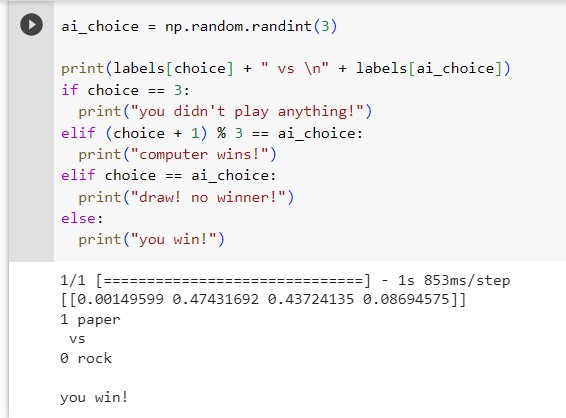 ai_choice = np.random.randint(3)
print(labels[choice] + " vs \n" + labels[ai_choice])
if choice == 3:
  print("you didn't play anything!")
elif (choice + 1) % 3 == ai_choice:
  print("computer wins!")
elif choice == ai_choice:
  print("draw! no winner!")
else:
  print("you win!")
1/1 [==============================] - 1s 853ms/step
[[0.00149599 0.47431692 0.43724135 0.08694575]]
1 paper
 vs
0 rock
you win!